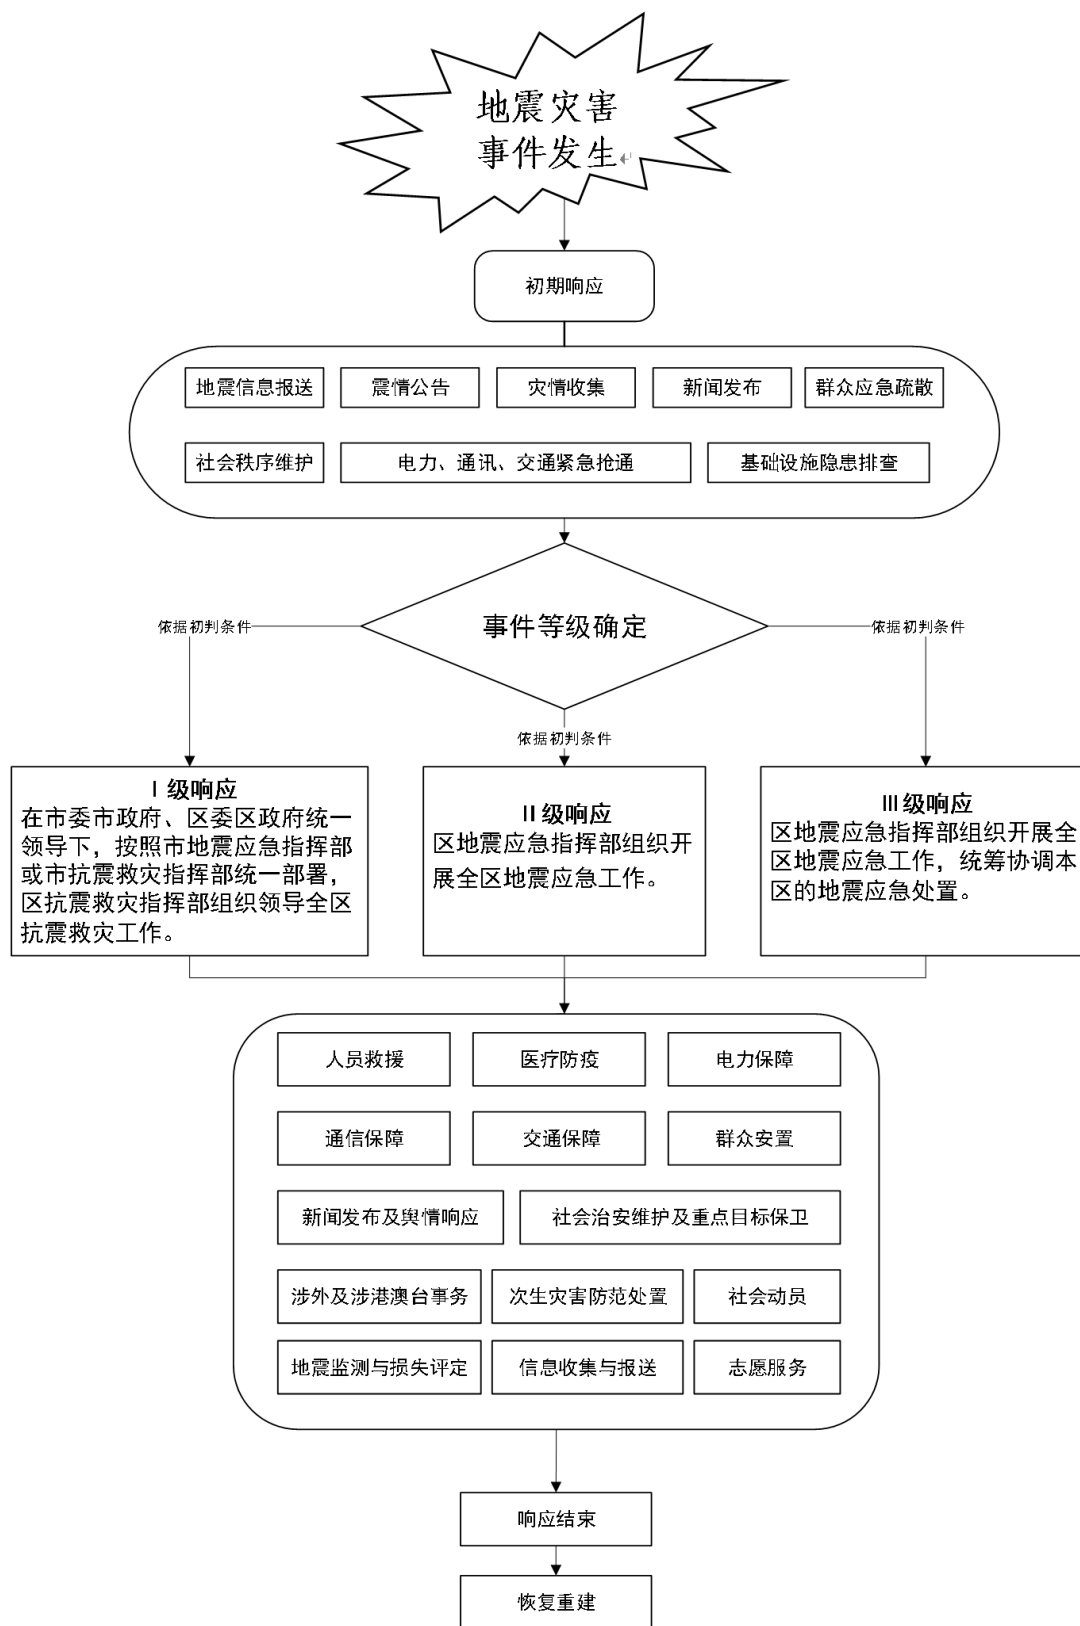 地震灾害
事件发生
初期响应
地震信息报送
震情公告
灾情收集
新闻发布
群众应急疏散
社会秩序维护
电力、通讯、交通紧急抢通
基础设施隐患排查
事件等级确定
依据初判条件
依据初判条件
依据初判条件
Ⅰ级响应
在市委市政府、区委区政府统一
领导下，按照市地震应急指挥部
或市抗震救灾指挥部统一部署，
区抗震救灾指挥部组织领导全区
抗震救灾工作。
II级响应
区地震应急指挥部组织开
展全区地震应急工作。
Ⅲ级响应
区地震应急指挥部组织开展全
区地震应急工作，统筹协调本
区的地震应急处置。
人员救援
医疗防疫
电力保障
通信保障
交通保障
群众安置
新闻发布及舆情响应
社会治安维护及重点目标保卫
涉外及涉港澳台事务
次生灾害防范处置
社会动员
地震监测与损失评定
信息收集与报送
志愿服务
响应结束
恢复重建